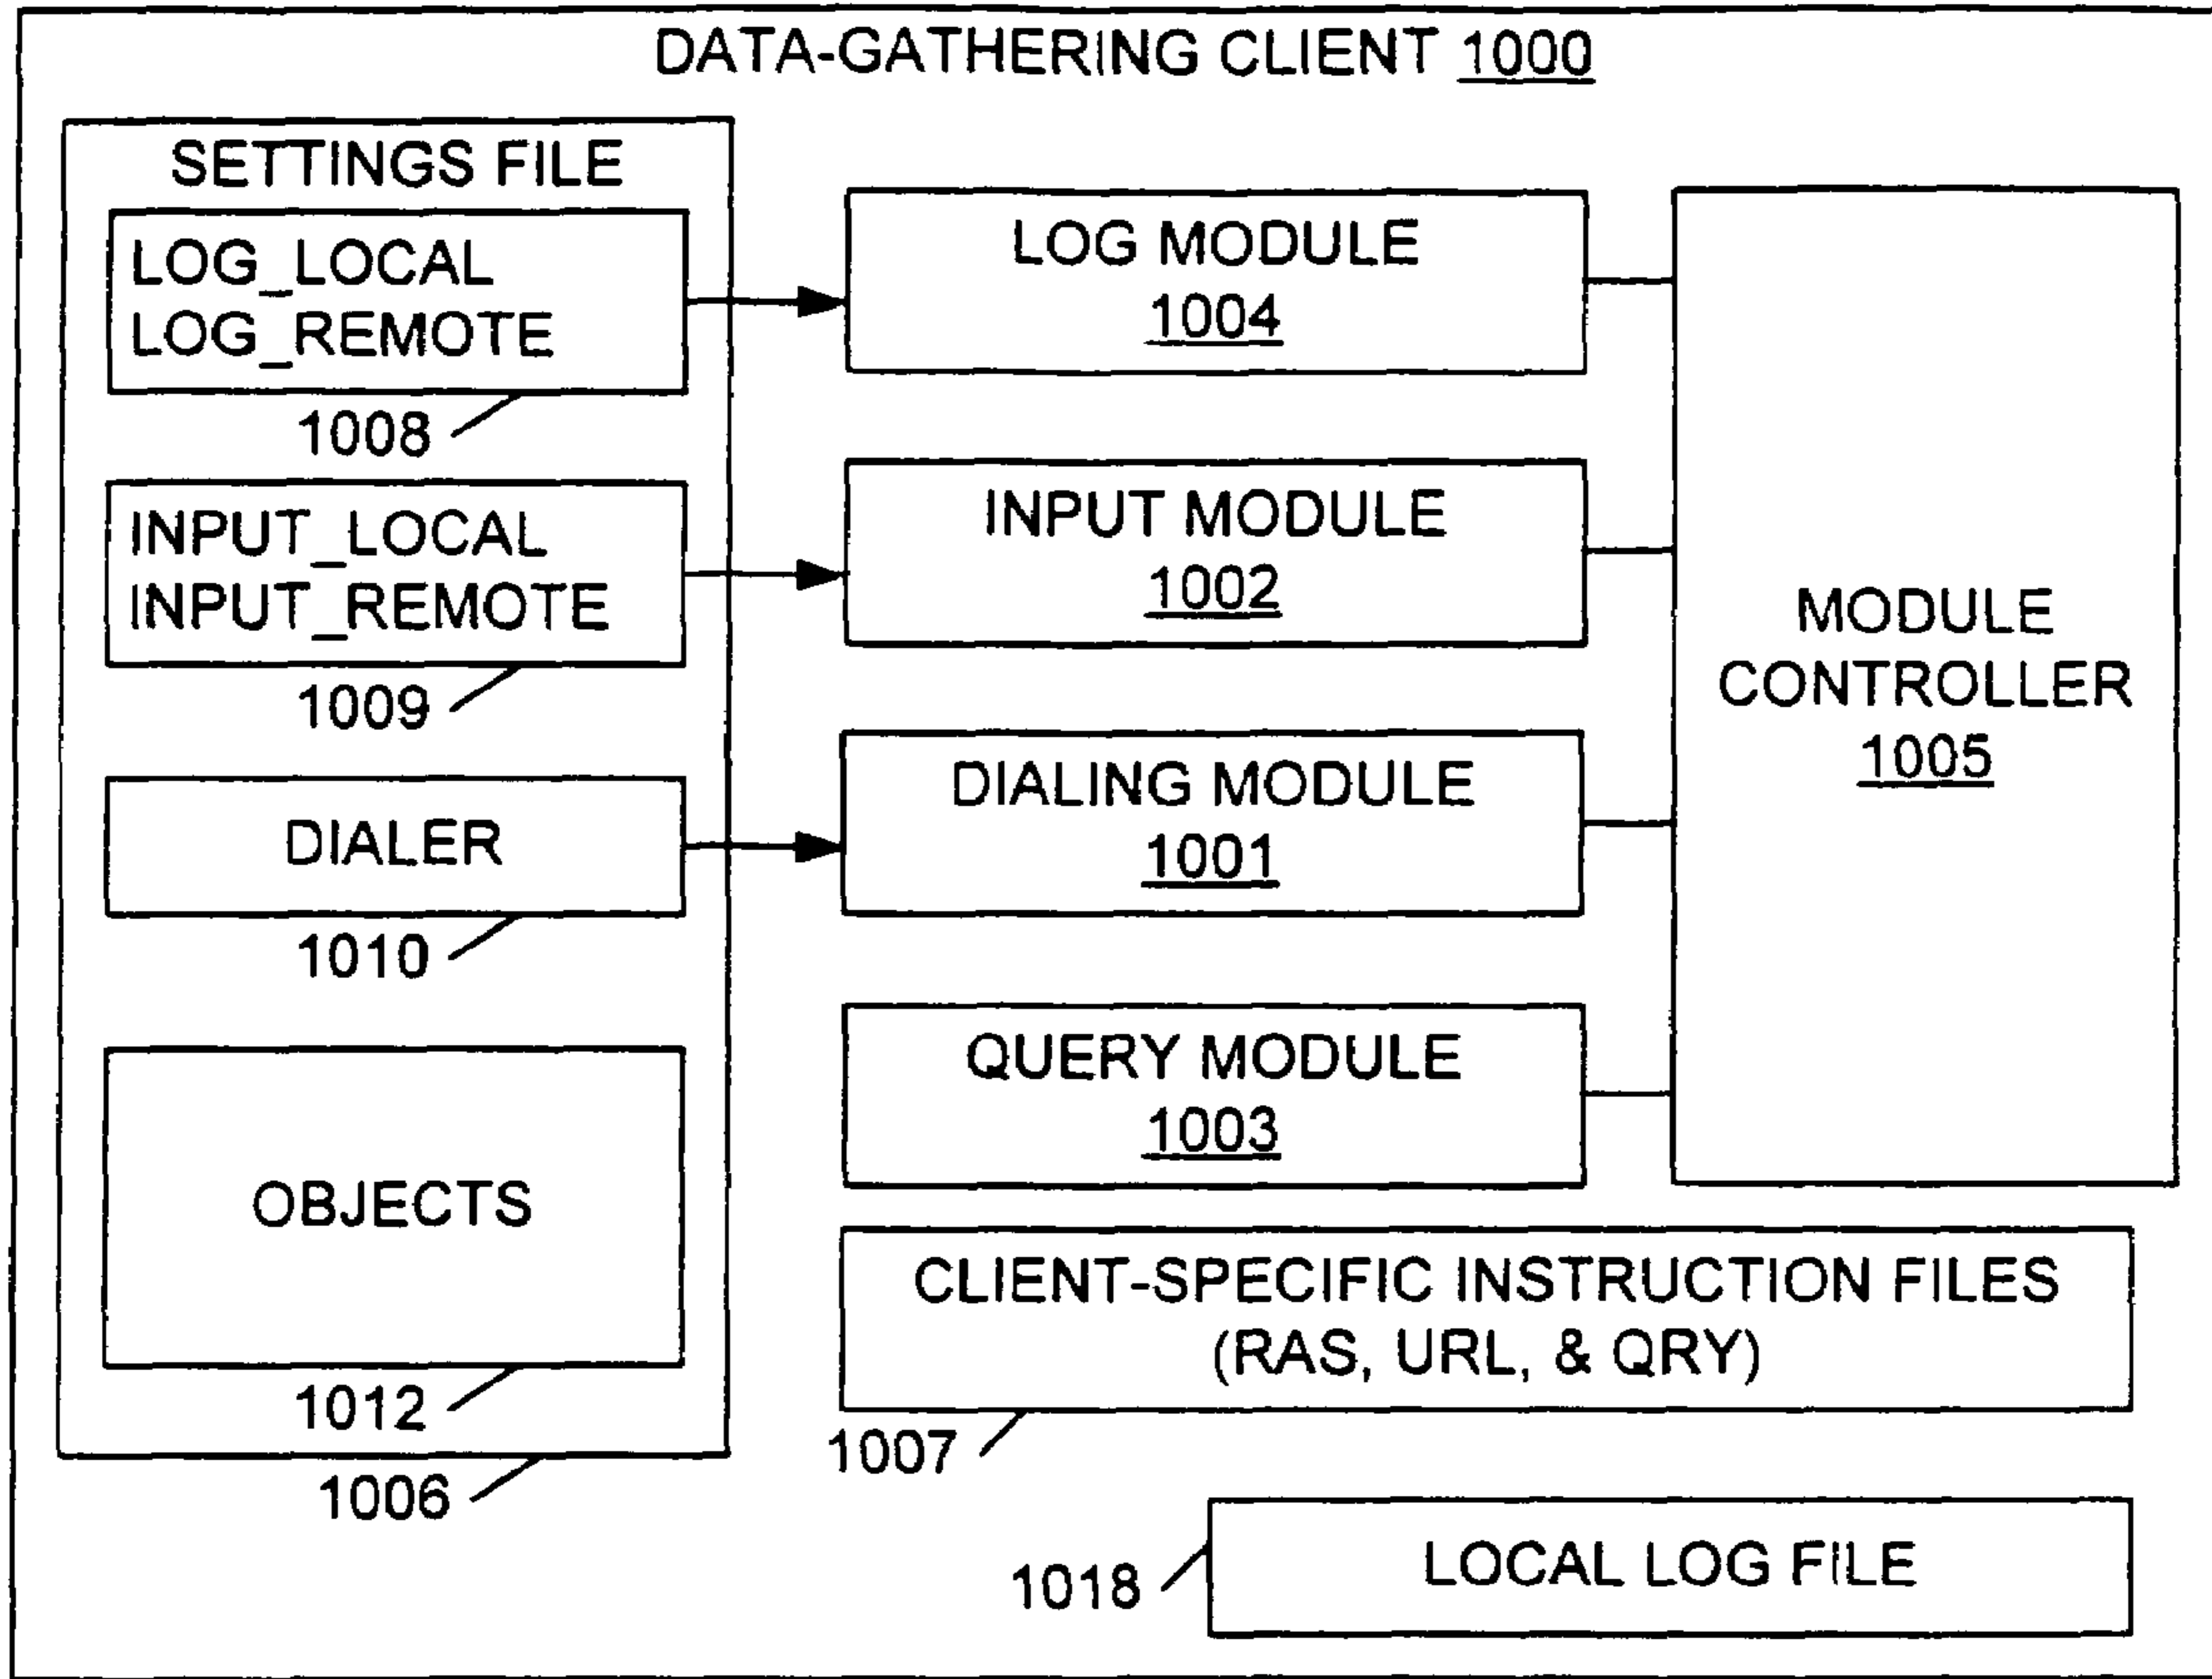 DATA-GATHERING CLIENT 1000
SETTINGS FILE
LOG_LOCAL
LOG_REMOTE
1008
INPUT_LOCAL
INPUT_REMOTE
1009
DIALER
1010
OBJECTS
1012
1006
LOG MODULE
1004
INPUT MODULE
1002
DIALING MODULE
1001
QUERY MODULE
1003
MODULE
CONTROLLER
1005
CLIENT-SPECIFIC INSTRUCTION FILES
(RAS, URL, & QRY)
1007
1018
LOCAL LOG FILE